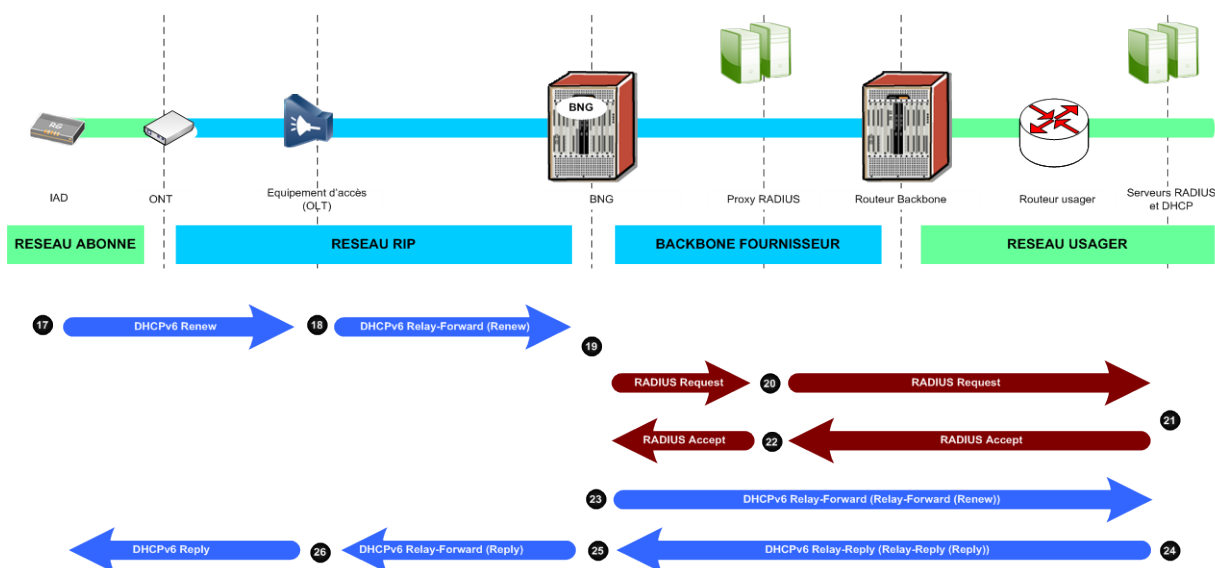 BNG
RG
IAD
ONT
Equipement d'accès
(OLT)
BNG
Proxy RADIUS
Routeur Backbone
Routeur usager
Serveurs RADIUS
et DHCP
RESEAU ABONNE
RESEAU RIP
BACKBONE FOURNISSEUR
RESEAU USAGER
17
DHCPv6 Renew
18
DHCPv6 Relay-Forward (Renew)
19
RADIUS Request
20
RADIUS Request
21
RADIUS Accept
22
RADIUS Accept
23
DHCPv6 Relay-Forward (Relay-Forward (Renew))
DHCPv6 Reply
26
DHCPv6 Relay-Forward (Reply)
25
DHCPv6 Relay-Reply (Relay-Reply (Reply))
24